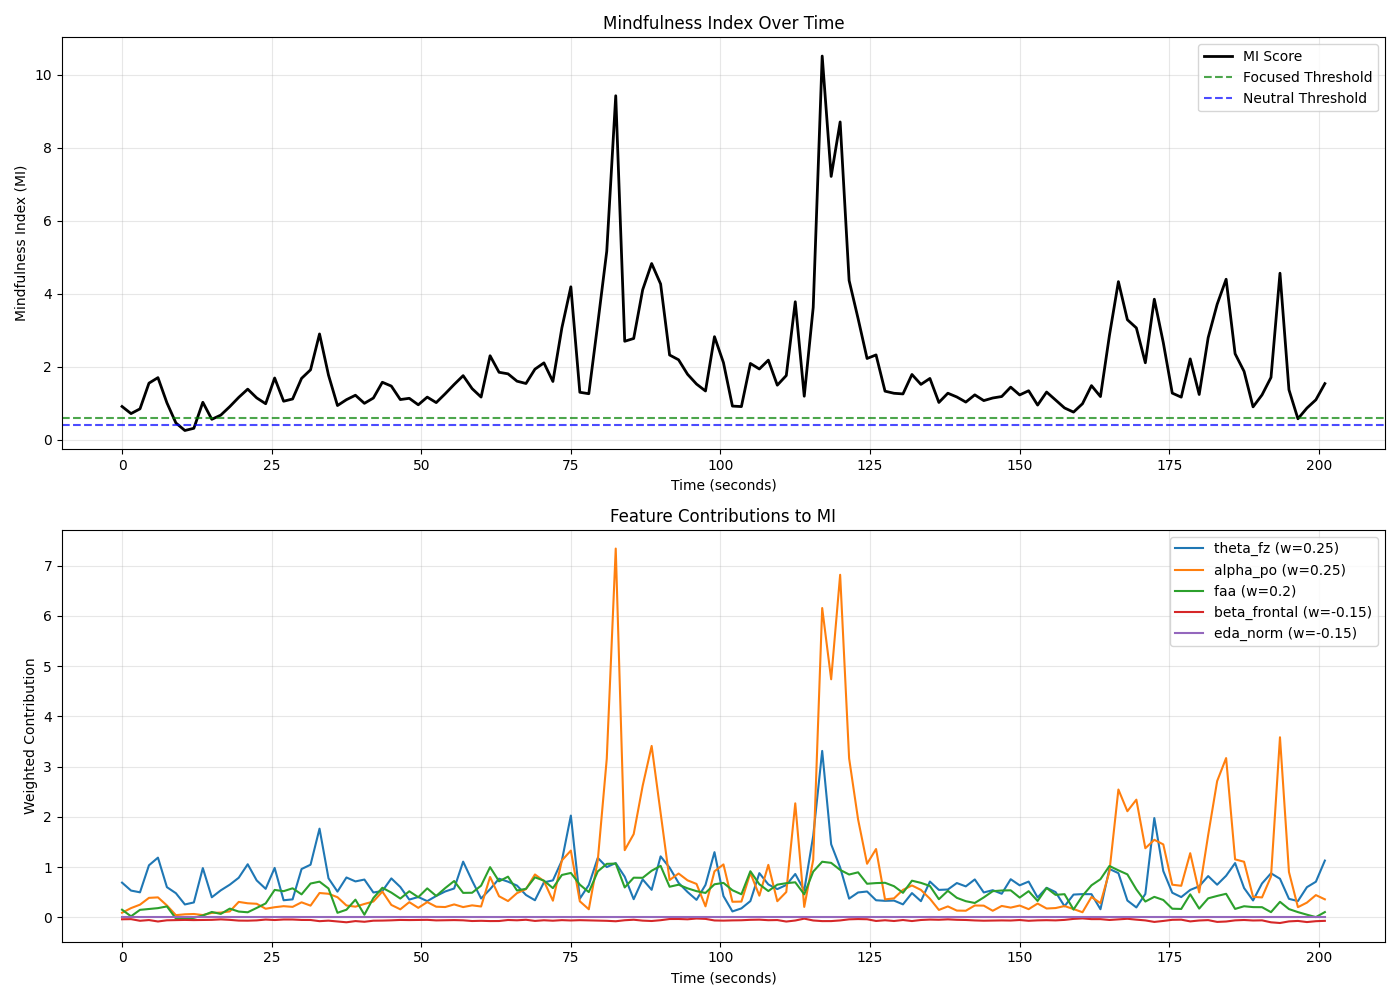 Mindfulness Index Over Time
Mindfulness Index (MI)
10
8
6
4
2
0
MI Score
Focused Threshold
Neutral Threshold
0 25 50 75 100 125 150 175 200
Time (seconds)
Feature Contributions to MI
Weighted Contribution
7
6
5
4
3
2
1
0
theta_fz (w=0.25)
alpha_po (w=0.25)
faa (w=0.2)
beta_frontal (w=-0.15)
eda_norm (w=-0.15)
0 25 50 75 100 125 150 175 200
Time (seconds)